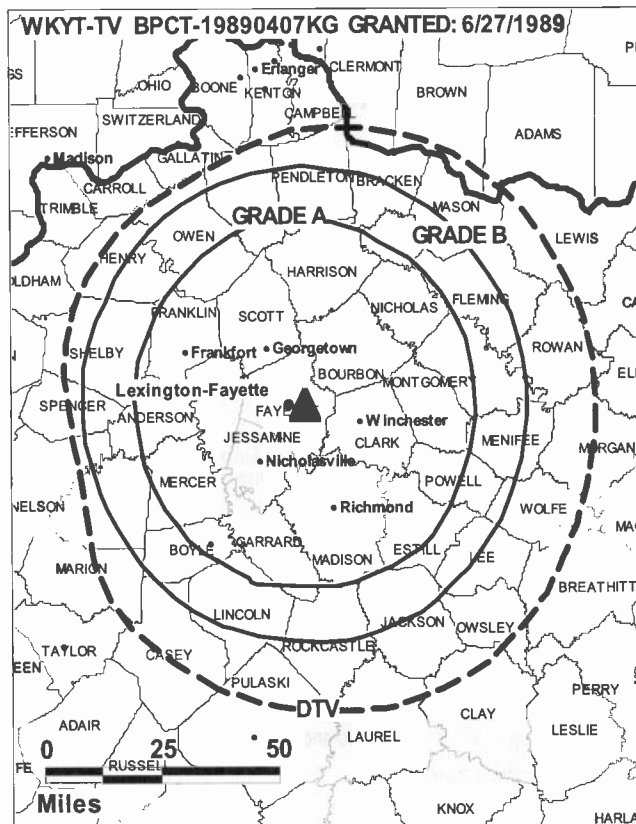 WKYT-TV BPCT-19890407KG GRANTED: 6/27/1989
Erlanger
CLERMONT
OHIO
BOONE
KENTON
BROWN
CAMPBELL
SWITZERLAND
ADAMS
EFFERSON
Madison
GALLATIN
CARROLL
PENDLETON
BRACKEN
TRIMBLE
MASON
GRADE A
OWEN
GRADE B
LEWIS
HENRY
HARRISON
OLDHAM
NICHOLAS
FLEMING
FRANKLIN
SCOTT
ROWAN
SHELBY
Frankfort
Georgetown
BOURBON
MONTGOMERY
Lexington-Fayette
SPENCER
FAYE
ANDERSON
Winchester
JESSAMINE
CLARK
MENIFEE
MORGAN
Nicholasville
MERCER
POWELL
NELSON
Richmond
WOLFE
BOYLE
GARRARD
MADISON
ESTILL
LEE
MARION
BREATHITT
LINCOLN
JACKSON
OWSLEY
TAYLOR
CASEY
ROCKCASTLE
PULASKI
PERRY
DTV
CLAY
ADAIR
LAUREL
LESLIE
0 25 50
RUSSELL
Miles
KNOX
HARLA